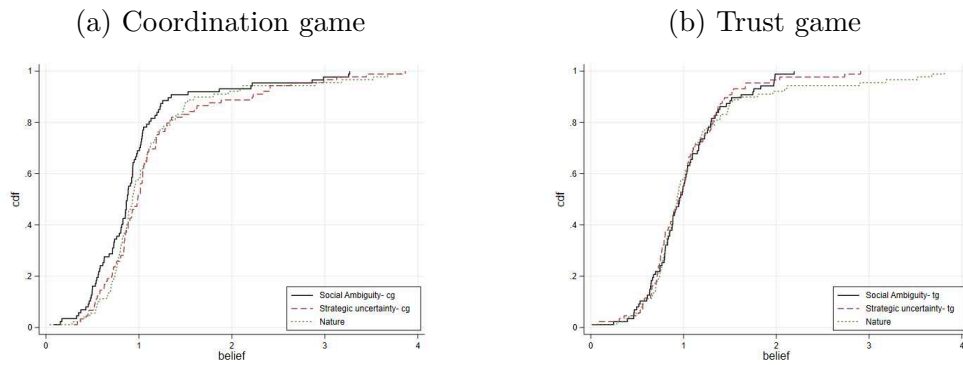 (a) Coordination game
(b) Trust game
1
.8
.6
.4
.2
0
cdf
0
1
2
3
4
belief
Social Ambiguity- cg
Strategic uncertainty- cg
Nature
1
.8
.6
.4
.2
0
cdf
0
1
2
3
4
belief
Social Ambiguity- tg
Strategic uncertainty- tg
Nature